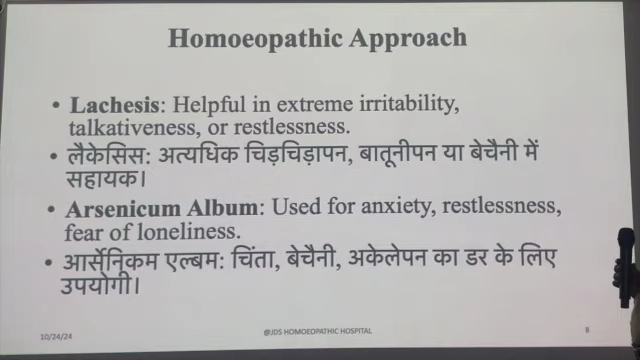 Homoeopathic Approach
• Lachesis: Helpful in extreme irritability,
talkativeness, or restlessness.
• लैकेसिस: अत्यधिक चिड़चिड़ापन, बातूनीपन या बेचैनी में
सहायक।
• Arsenicum Album: Used for anxiety, restlessness,
fear of loneliness.
• आर्सेनिकम एल्बम: चिंता, बेचैनी, अकेलेपन का डर के लिए
उपयोगी।
10/24/24
@JDS HOMOEOPATHIC HOSPITAL
8